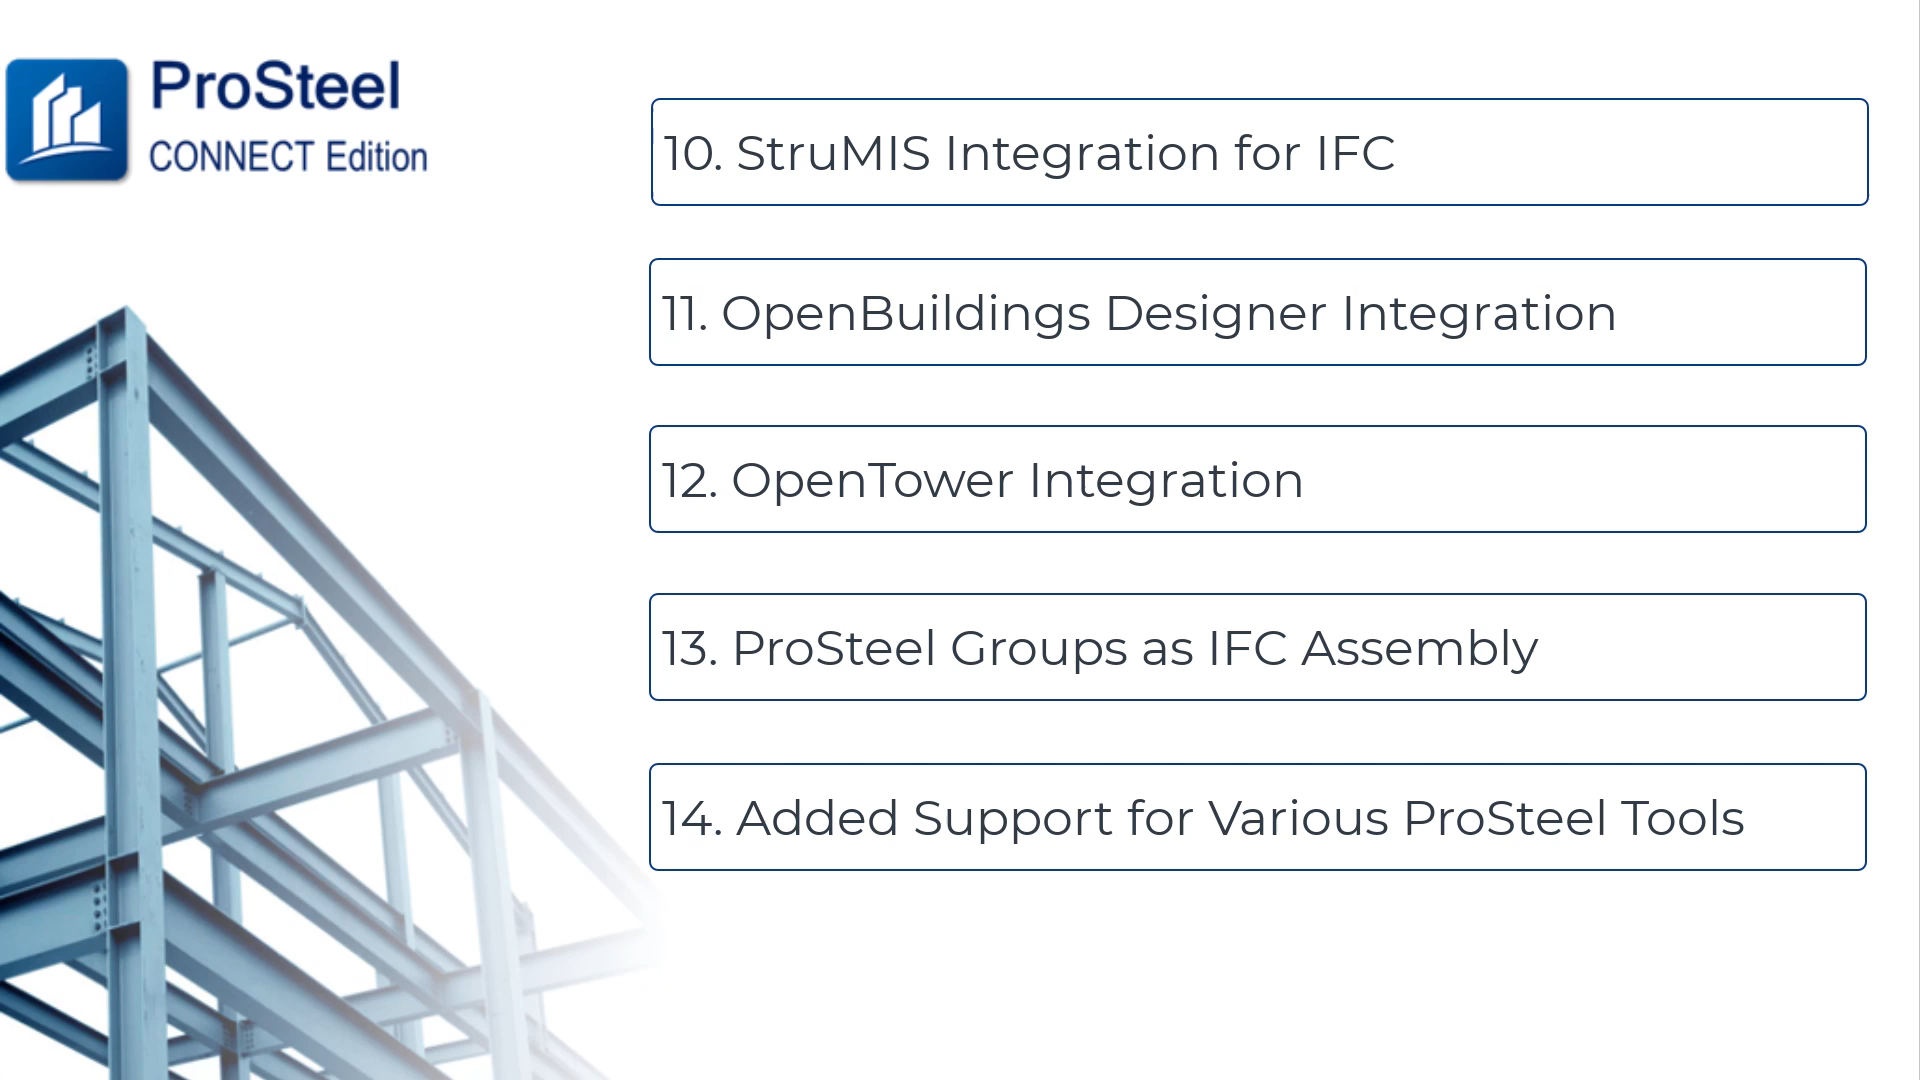 ProSteel
CONNECT Edition
10. StruMIS Integration for IFC
11. OpenBuildings Designer Integration
12. OpenTower Integration
13. ProSteel Groups as IFC Assembly
14. Added Support for Various ProSteel Tools